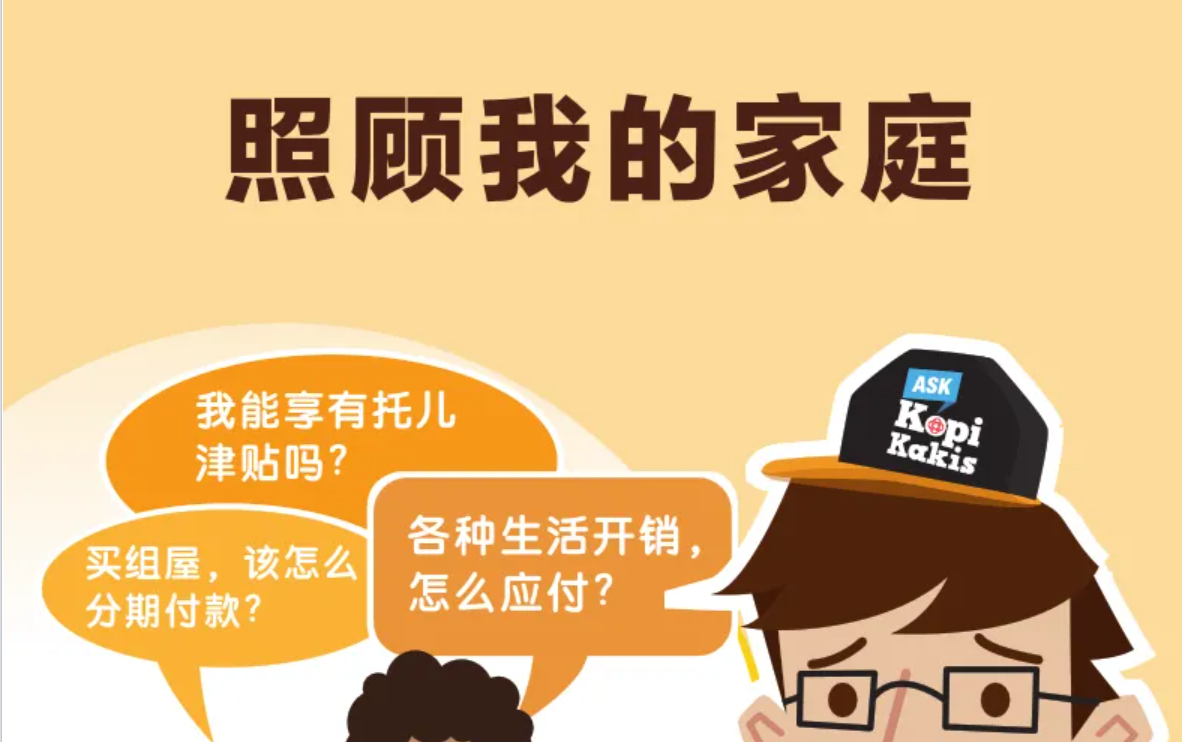 照顾我的家庭
我能享有托儿
津贴吗？
买组屋，该怎么
分期付款？
各种生活开销，
怎么应付？
ASK
Kopi
Kakis